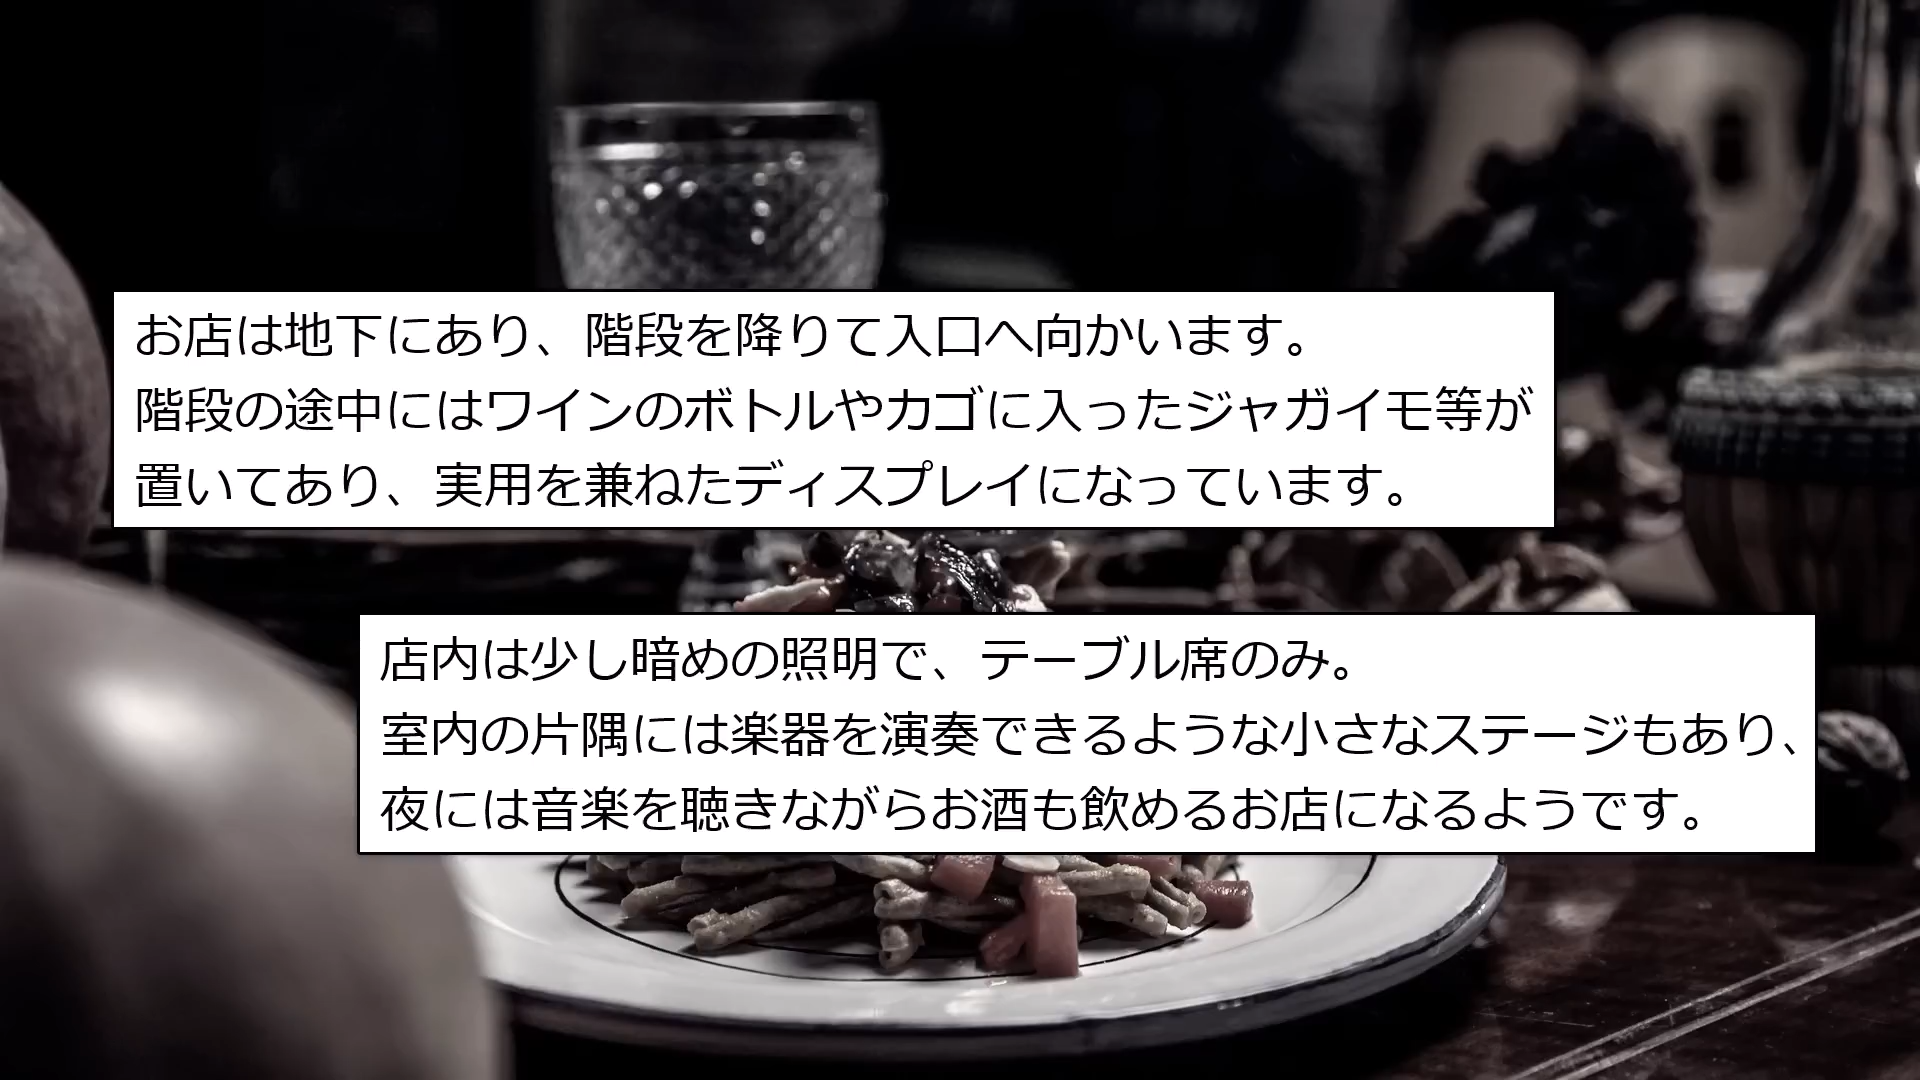 お店は地下にあり、階段を降りて入口へ向かいます。
階段の途中にはワインのボトルやカゴに入ったジャガイモ等が
置いてあり、実用を兼ねたディスプレイになっています。
店内は少し暗めの照明で、テーブル席のみ。
室内の片隅には楽器を演奏できるような小さなステージもあり、
夜には音楽を聴きながらお酒も飲めるお店になるようです。